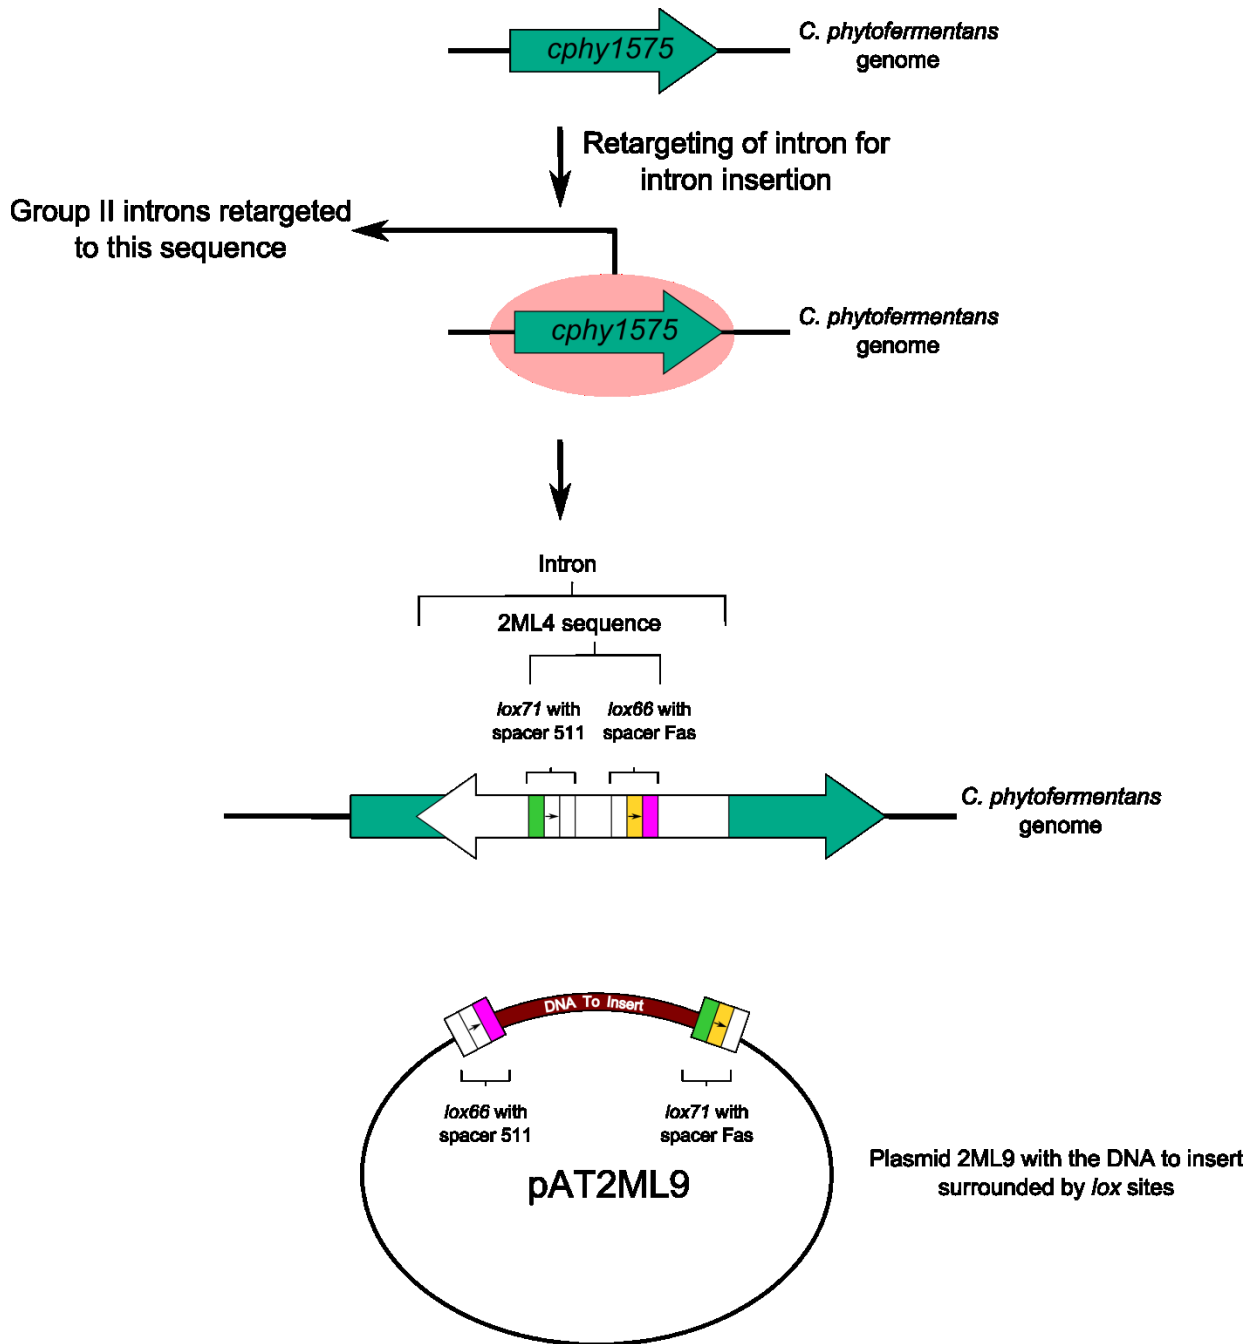 cphy1575
C. phytofermentans
genome
Retargeting of intron for
intron insertion
Group II introns retargeted
to this sequence
cphy1575
C. phytofermentans
genome
Intron
2ML4 sequence
lox71 with
spacer 511
lox66 with
spacer Fas
C. phytofermentans
genome
DNA To Insert
lox66 with
spacer 511
lox71 with
spacer Fas
pAT2ML9
Plasmid 2ML9 with the DNA to insert
surrounded by lox sites